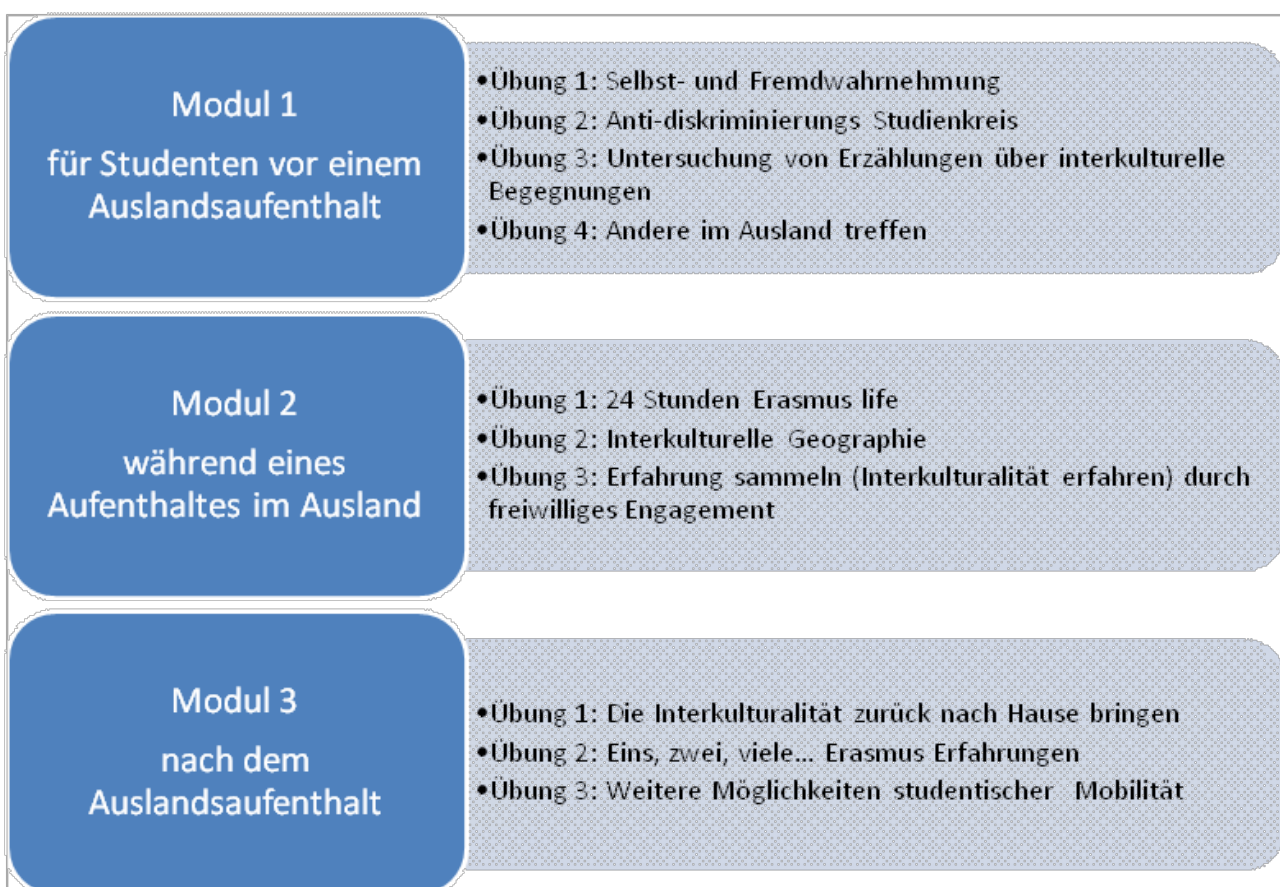 Modul 1
für Studenten vor einem
Auslandsaufenthalt
•Übung 1: Selbst- und Fremdwahrnehmung
•Übung 2: Anti-diskriminierungs Studienkreis
•Übung 3: Untersuchung von Erzählungen über interkulturelle
Begegnungen
•Übung 4: Andere im Ausland treffen
Modul 2
während eines
Aufenthaltes im Ausland
•Übung 1: 24 Stunden Erasmus life
•Übung 2: Interkulturelle Geographie
•Übung 3: Erfahrung sammeln (Interkulturalität erfahren) durch
freiwilliges Engagement
Modul 3
nach dem
Auslandsaufenthalt
•Übung 1: Die Interkulturalität zurück nach Hause bringen
•Übung 2: Eins, zwei, viele... Erasmus Erfahrungen
•Übung 3: Weitere Möglichkeiten studentischer Mobilität